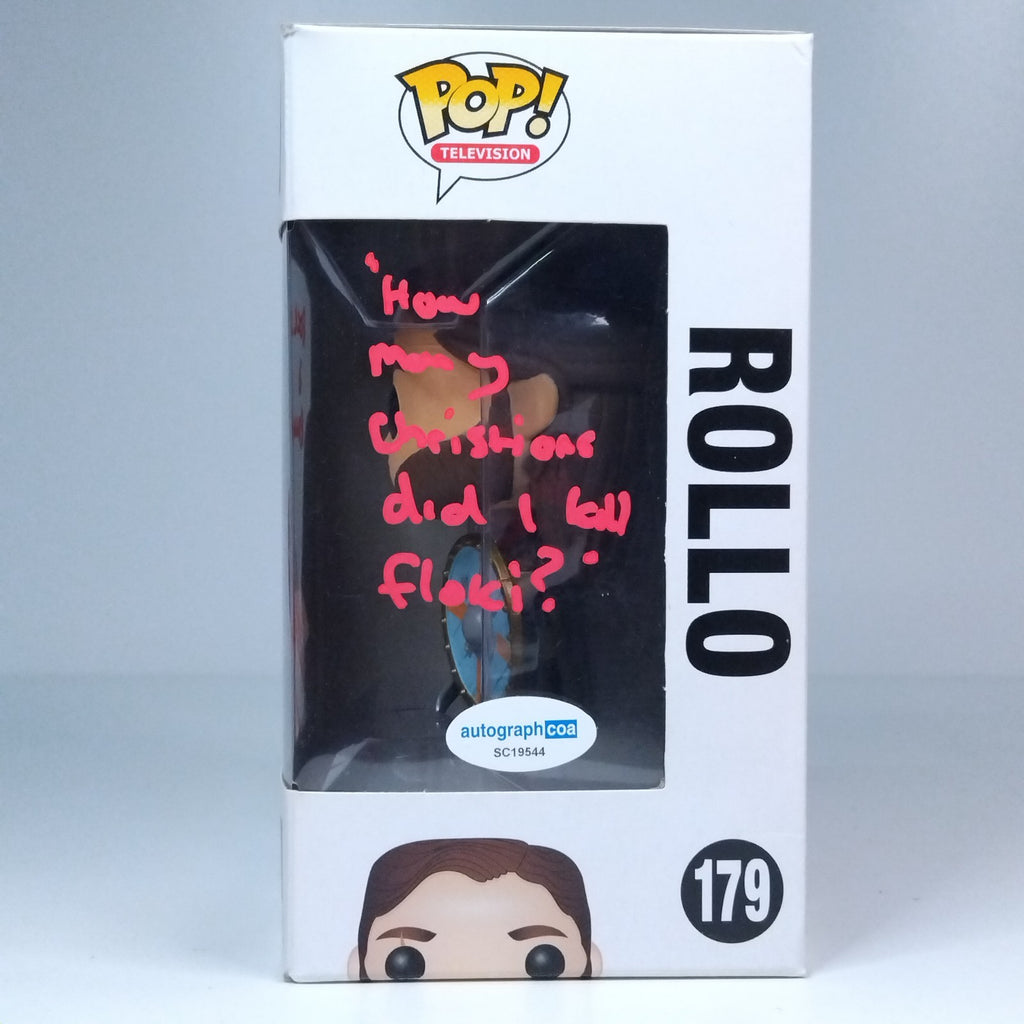 POP!
TELEVISION
"How
many
Christians
did I kill
floki?"
ROLLO
autograph coa
SC19544
179